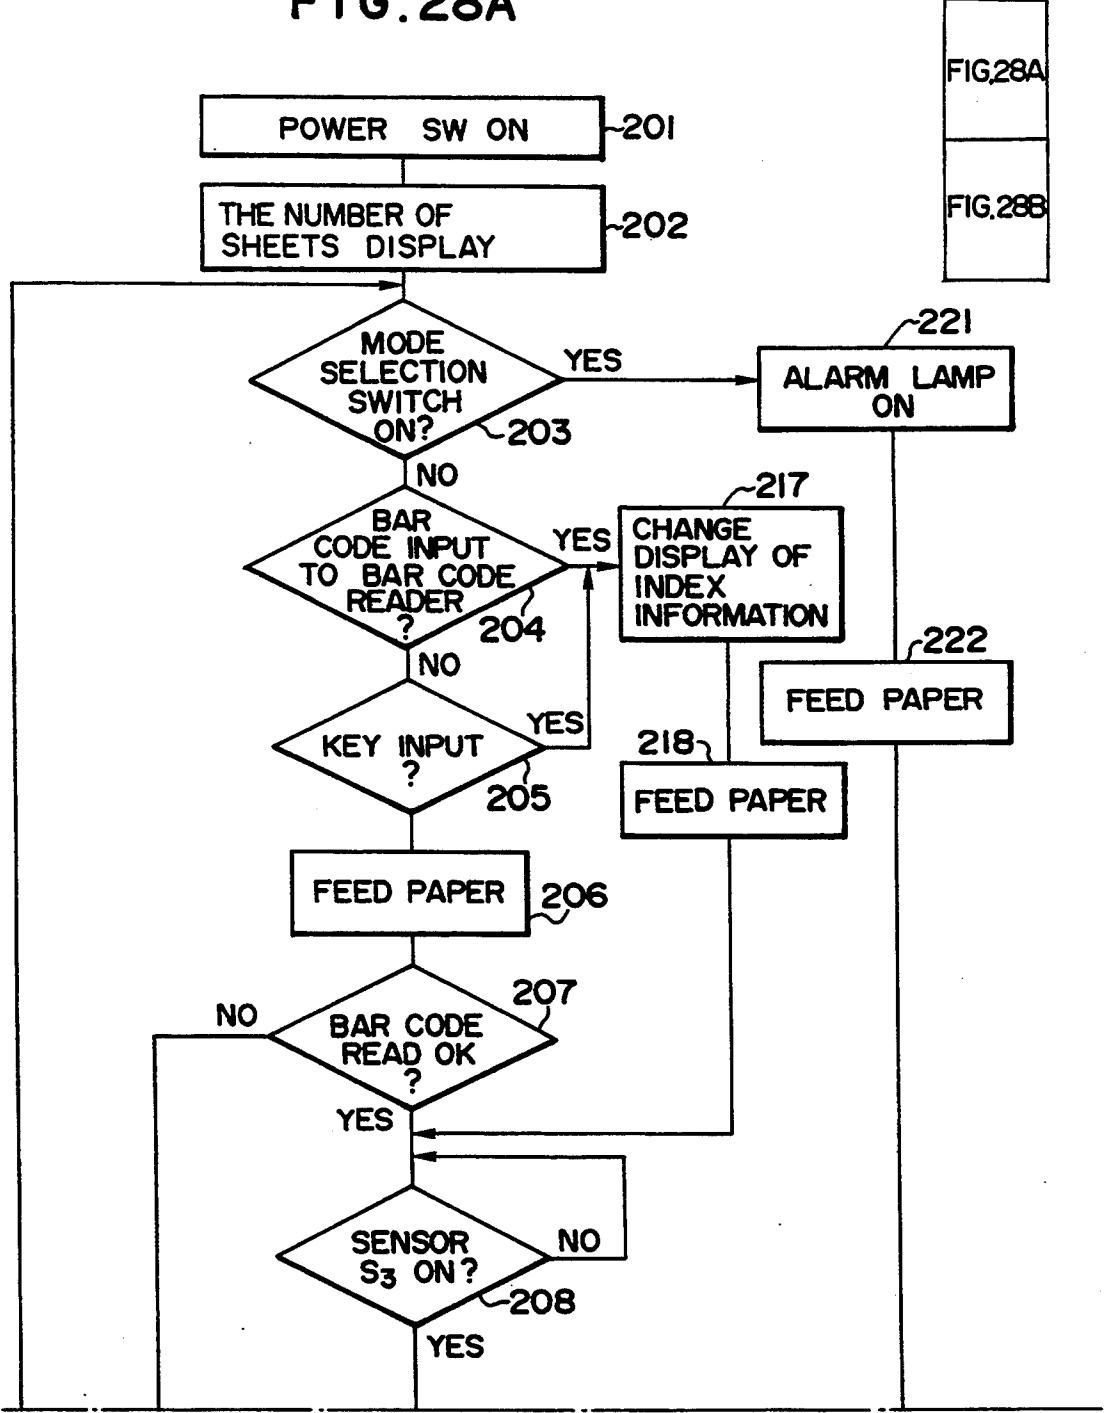 FIG. 28A
FIG.28A
FIG.28B
POWER SW ON
201
THE NUMBER OF
SHEETS DISPLAY
202
MODE
SELECTION
SWITCH
ON?
203
YES
221
ALARM LAMP
ON
NO
BAR
CODE INPUT
TO BAR CODE
READER
?
204
YES
217
CHANGE
DISPLAY OF
INDEX
INFORMATION
222
FEED PAPER
NO
KEY INPUT
?
205
YES
218
FEED PAPER
FEED PAPER
206
207
NO
BAR CODE
READ OK
?
YES
SENSOR
S3 ON?
NO
208
YES